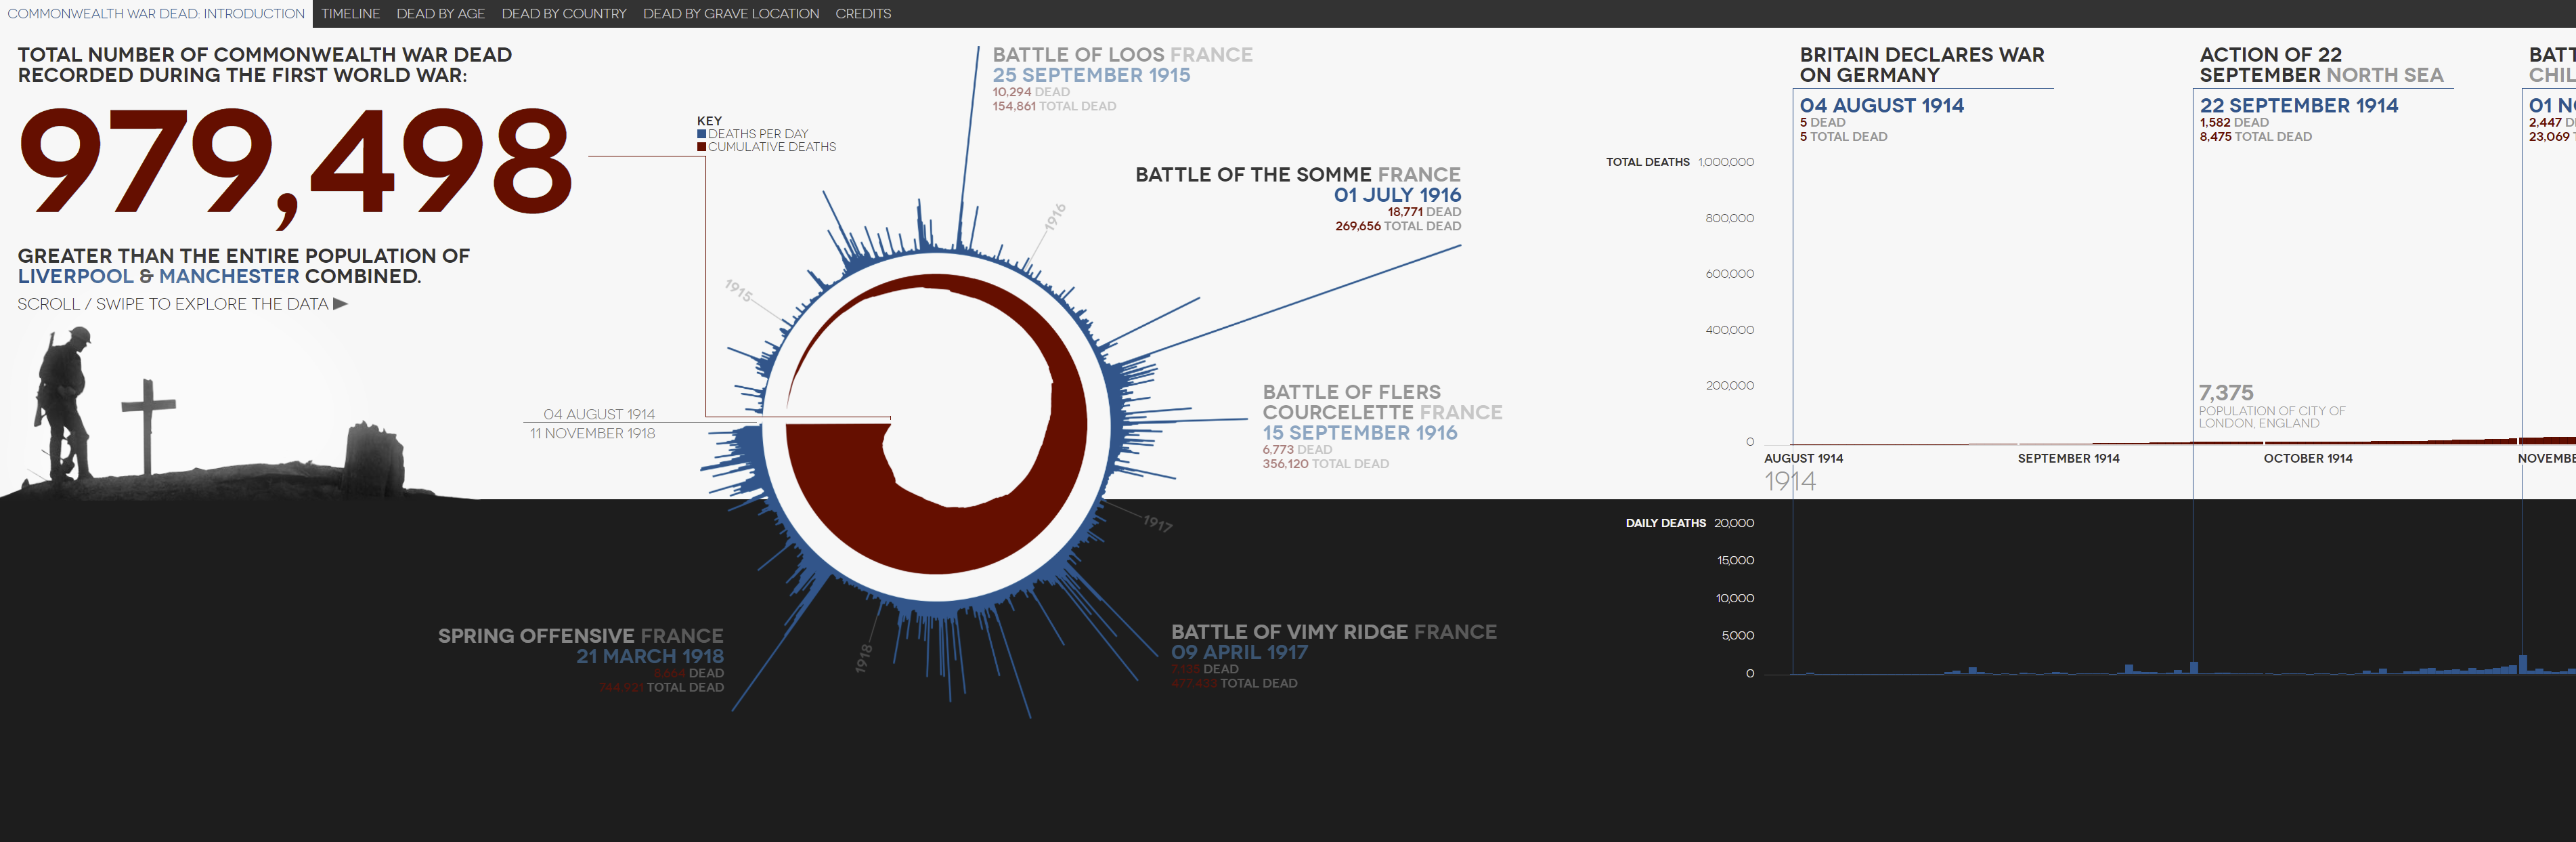 COMMONWEALTH WAR DEAD: INTRODUCTION
TIMELINE
DEAD BY AGE
DEAD BY COUNTRY
DEAD BY GRAVE LOCATION
CREDITS
TOTAL NUMBER OF COMMONWEALTH WAR DEAD
RECORDED DURING THE FIRST WORLD WAR:
979,498
GREATER THAN THE ENTIRE POPULATION OF
LIVERPOOL & MANCHESTER COMBINED.
SCROLL / SWIPE TO EXPLORE THE DATA
KEY
DEATHS PER DAY
CUMULATIVE DEATHS
04 AUGUST 1914
11 NOVEMBER 1918
1915
BATTLE OF LOOS FRANCE
25 SEPTEMBER 1915
10,294 DEAD
154,861 TOTAL DEAD
1916
BATTLE OF THE SOMME FRANCE
01 JULY 1916
18,771 DEAD
269,656 TOTAL DEAD
BATTLE OF FLERS
COURCELETTE FRANCE
15 SEPTEMBER 1916
6,773 DEAD
356,120 TOTAL DEAD
1917
BATTLE OF VIMY RIDGE FRANCE
09 APRIL 1917
DEAD
477,433 TOTAL DEAD
1918
SPRING OFFENSIVE FRANCE
21 MARCH 1918
DEAD
744,921 TOTAL DEAD
TOTAL DEATHS 1,000,000
800,000
600,000
400,000
200,000
0
BRITAIN DECLARES WAR
ON GERMANY
04 AUGUST 1914
5 DEAD
5 TOTAL DEAD
ACTION OF 22
SEPTEMBER NORTH SEA
22 SEPTEMBER 1914
1,582 DEAD
8,475 TOTAL DEAD
BATT
CHIL
01 NO
2,447 D
23,069
7,375
POPULATION OF CITY OF
LONDON, ENGLAND
AUGUST 1914
SEPTEMBER 1914
OCTOBER 1914
NOVEMBE
1914
DAILY DEATHS 20,000
15,000
10,000
5,000
0